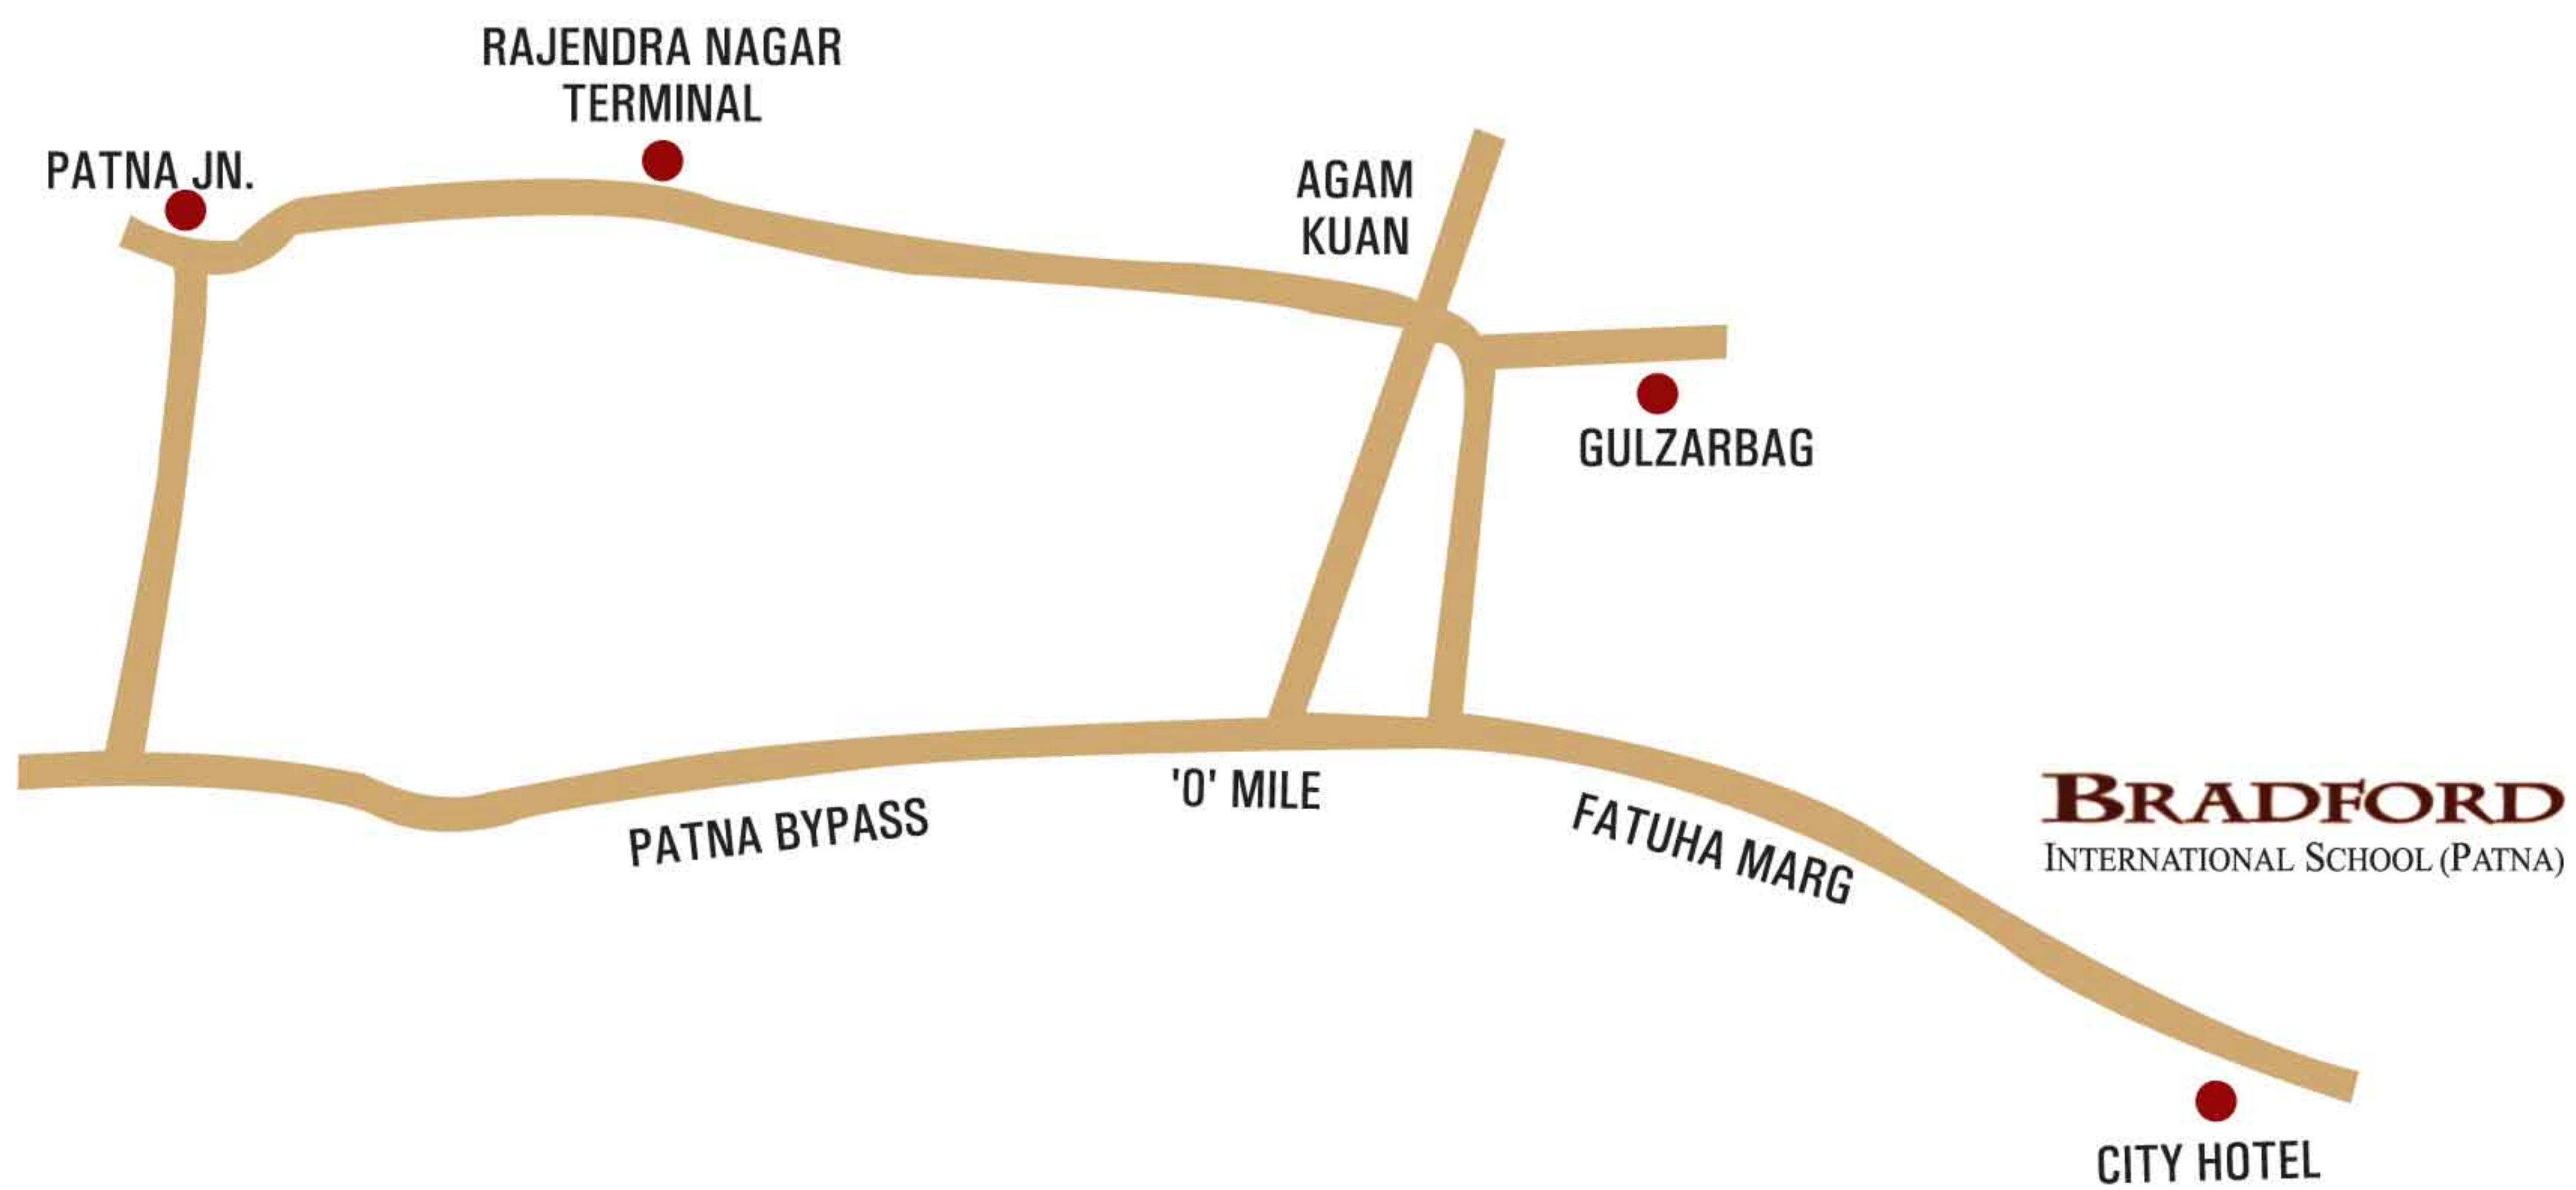 RAJENDRA NAGAR
TERMINAL
PATNA JN.
AGAM
KUAN
GULZARBAG
'0' MILE
PATNA BYPASS
FATUHA MARG
BRADFORD
INTERNATIONAL SCHOOL (PATNA)
CITY HOTEL